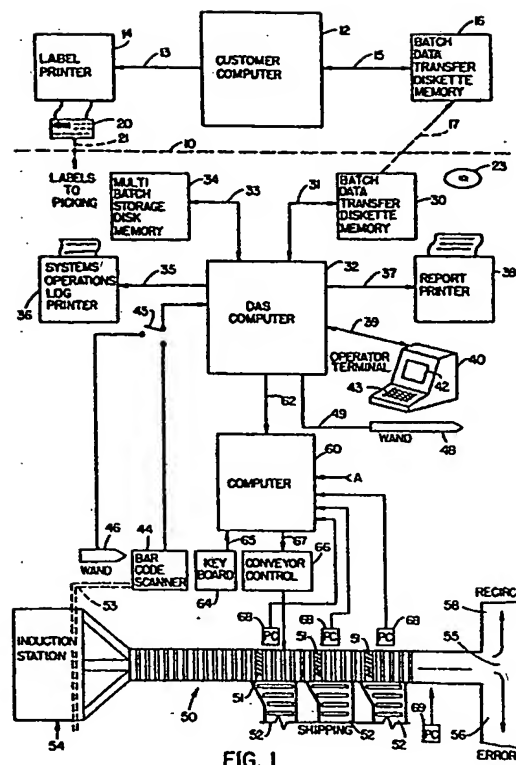 14
LABEL
PRINTER
13
12
CUSTOMER
COMPUTER
15
16
BATCH
DATA
TRANSFER
DISKETTE
MEMORY
20
21
10
17
LABELS
TO PICKING
23
MULTI
BATCH
STORAGE
DISK
MEMORY
34
33
31
BATCH
DATA
TRANSFER
DISKETTE
MEMORY
30
36
SYSTEMS'
OPERATIONS
LOG
PRINTER
35
32
DAS
COMPUTER
37
REPORT
PRINTER
38
45
39
OPERATOR
TERMINAL
40
42
43
62
49
WAND
48
60
COMPUTER
A
46
WAND
44
BAR
CODE
SCANNER
65
67
KEY
BOARD
64
CONVEYOR
CONTROL
66
53
68
PC
68
PC
PC
68
RECIRC
58
INDUCTION
STATION
54
51
51
51
55
50
52
SHIPPING
52
52
69
PC
56
ERROR
FIG. 1